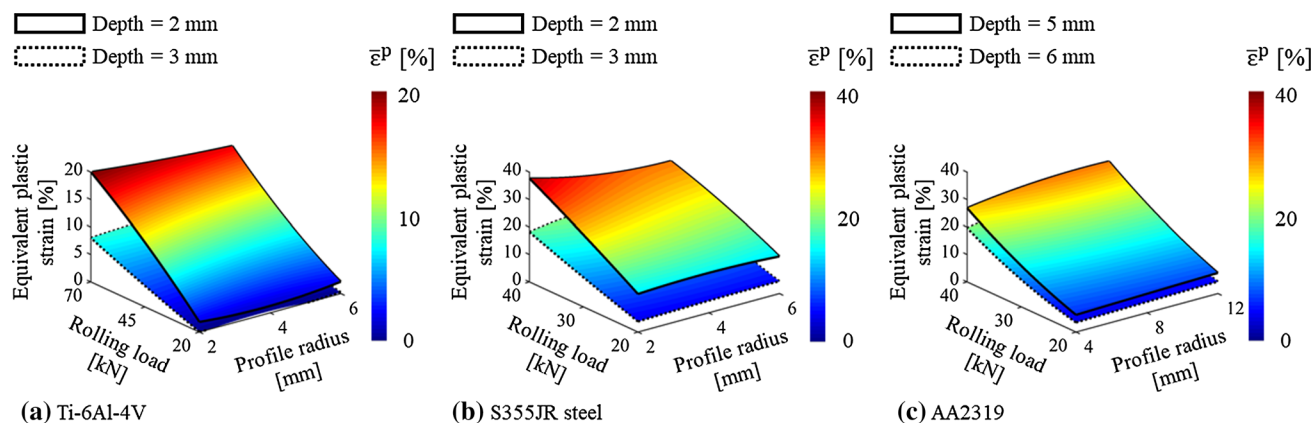 Depth = 2 mm
Depth = 3 mm
ε̅ᵖ [%]
20
10
0
Equivalent plastic
strain [%]
20
15
10
5
0
70
45
20
Rolling load
[kN]
2
4
6
Profile radius
[mm]
(a) Ti-6Al-4V
Depth = 2 mm
Depth = 3 mm
ε̅ᵖ [%]
40
20
0
Equivalent plastic
strain [%]
40
30
20
10
0
40
30
20
Rolling load
[kN]
2
4
6
Profile radius
[mm]
(b) S355JR steel
Depth = 5 mm
Depth = 6 mm
ε̅ᵖ [%]
40
20
0
Equivalent plastic
strain [%]
40
30
20
10
0
40
30
20
Rolling load
[kN]
4
8
12
Profile radius
[mm]
(c) AA2319